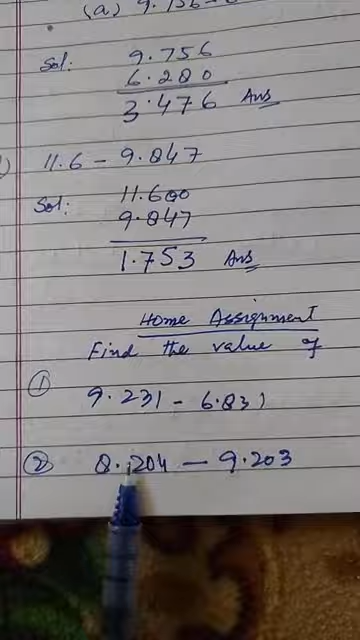 (a) 9.756 -
Sol: 9.756
6.280
3.476 Ans
11.6 - 9.847
Sol: 11.600
9.847
1.753 Ans
Home Assignment
Find the value of
① 9.231 - 6.831
② 8.204 - 9.203